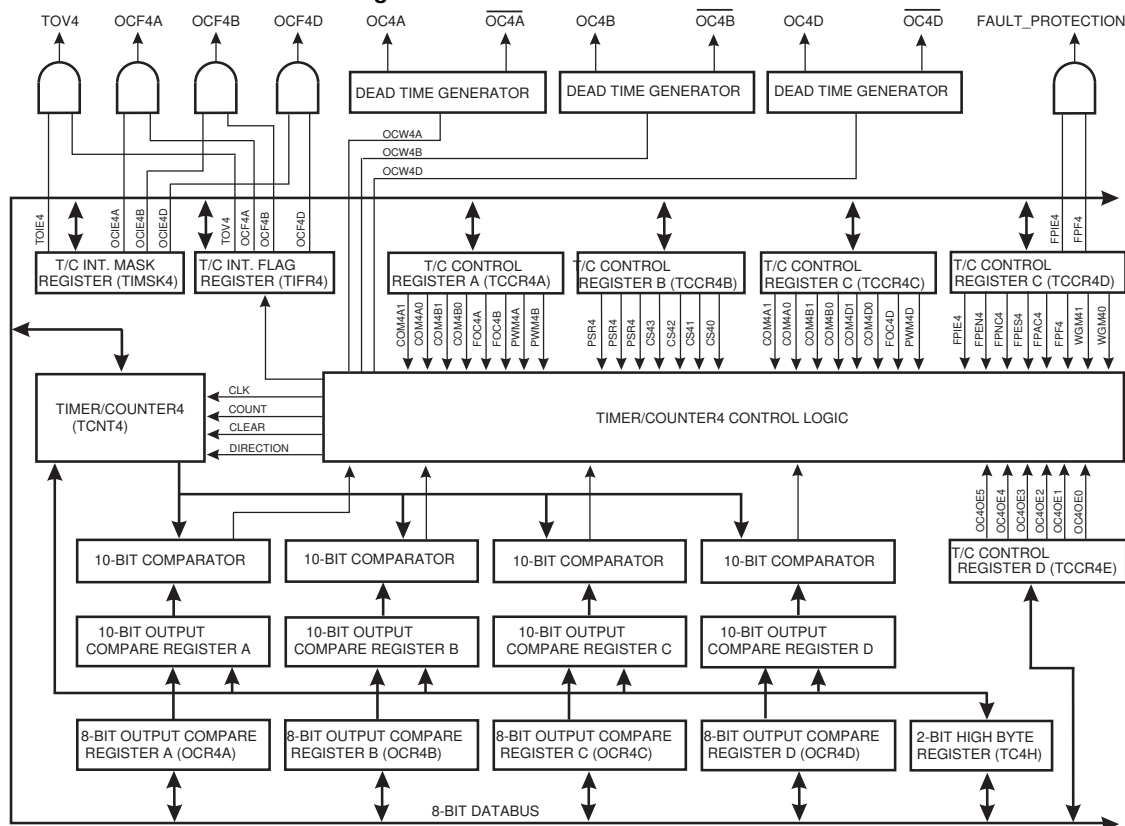 TOV4 OCF4A OCF4B OCF4D OC4A OC4A OC4B OC4B OC4D OC4D FAULT_PROTECTION
DEAD TIME GENERATOR DEAD TIME GENERATOR DEAD TIME GENERATOR
OCW4A
OCW4B
OCW4D
TOIE4 OCIE4A OCIE4B OCIE4D TOV4 OCF4A OCF4B OCF4D FPIE4 FPF4
T/C INT. MASK
REGISTER (TIMSK4)
T/C INT. FLAG
REGISTER (TIFR4)
T/C CONTROL
REGISTER A (TCCR4A)
T/C CONTROL
REGISTER B (TCCR4B)
T/C CONTROL
REGISTER C (TCCR4C)
T/C CONTROL
REGISTER C (TCCR4D)
COM4A1 COM4A0 COM4B1 COM4B0 FOC4A FOC4B PWM4A PWM4B
PSR4 PSR4 PSR4 CS43 CS42 CS41 CS40
COM4A1 COM4A0 COM4B1 COM4B0 COM4D1 COM4D0 FOC4D PWM4D
FPIE4 FPEN4 FPNC4 FPES4 FPAC4 FPF4 WGM41 WGM40
TIMER/COUNTER4
(TCNT4)
CLK
COUNT
CLEAR
DIRECTION
TIMER/COUNTER4 CONTROL LOGIC
OC4OE5 OC4OE4 OC4OE3 OC4OE2 OC4OE1 OC4OE0
10-BIT COMPARATOR 10-BIT COMPARATOR 10-BIT COMPARATOR 10-BIT COMPARATOR
T/C CONTROL
REGISTER D (TCCR4E)
10-BIT OUTPUT
COMPARE REGISTER A
10-BIT OUTPUT
COMPARE REGISTER B
10-BIT OUTPUT
COMPARE REGISTER C
10-BIT OUTPUT
COMPARE REGISTER D
8-BIT OUTPUT COMPARE
REGISTER A (OCR4A)
8-BIT OUTPUT COMPARE
REGISTER B (OCR4B)
8-BIT OUTPUT COMPARE
REGISTER C (OCR4C)
8-BIT OUTPUT COMPARE
REGISTER D (OCR4D)
2-BIT HIGH BYTE
REGISTER (TC4H)
8-BIT DATABUS